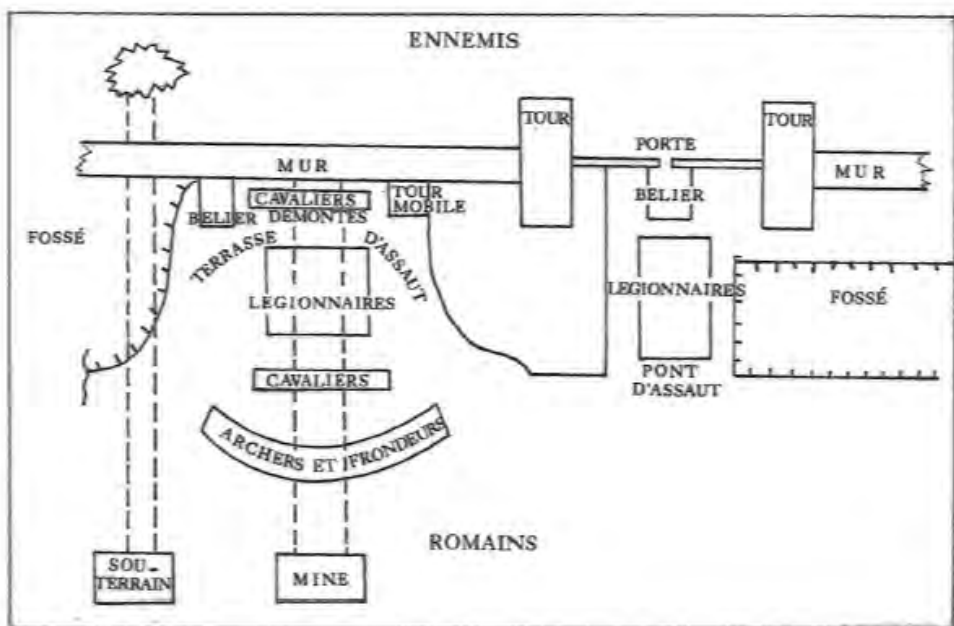 ENNEMIS
TOUR
TOUR
PORTE
MUR
MUR
CAVALIERS
DÉMONTÉS
TOUR
MOBILE
BELIER
BELIER
FOSSÉ
TERRASSE
D'ASSAUT
LEGIONNAIRES
LEGIONNAIRES
FOSSÉ
CAVALIERS
PONT
D'ASSAUT
ARCHERS ET FRONDEURS
ROMAINS
SOU-
TERRAIN
MINE